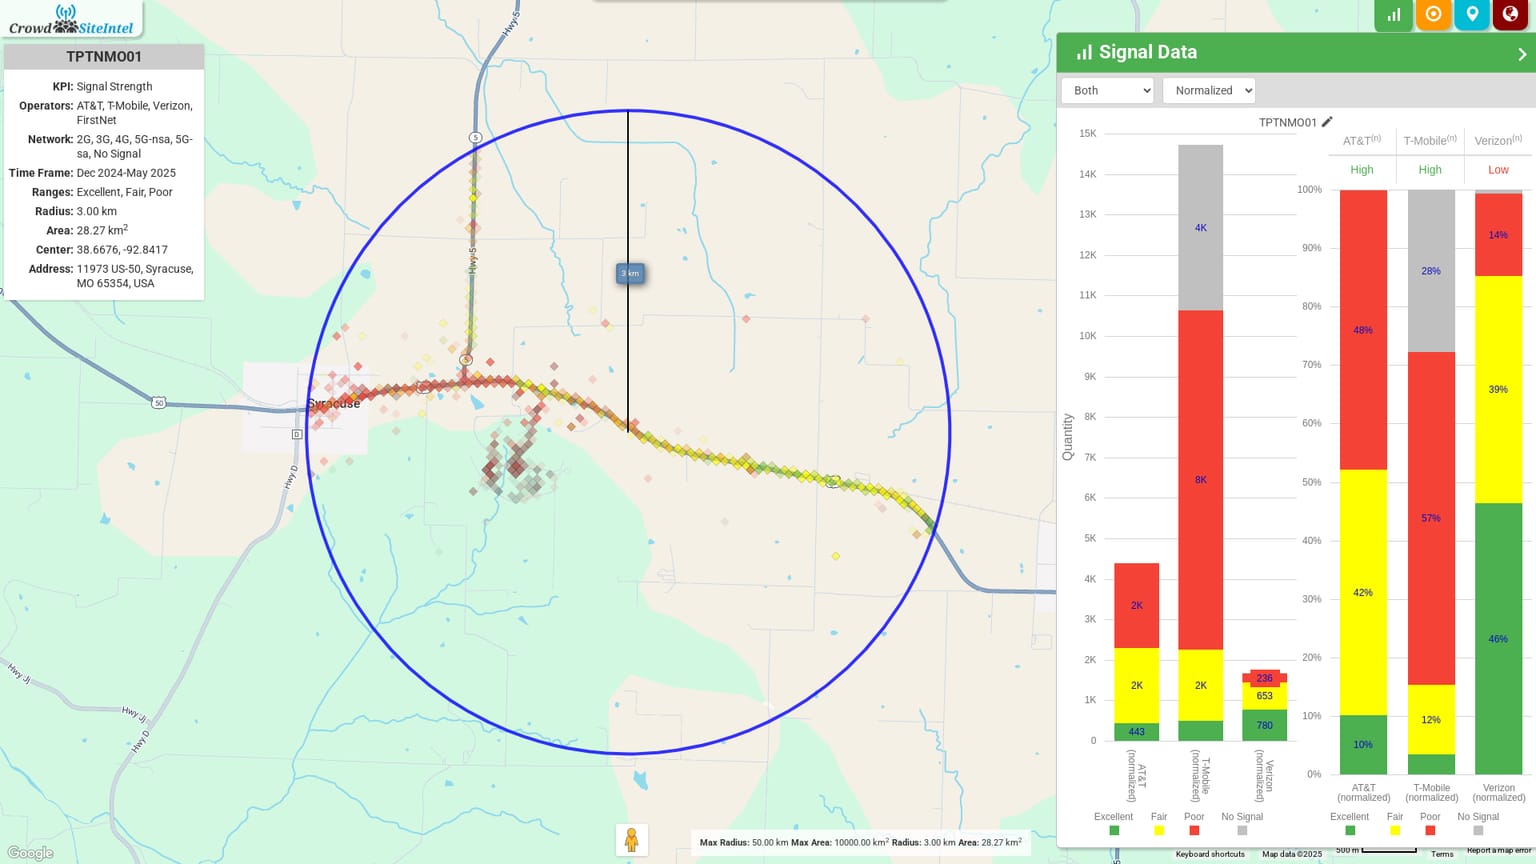 Crowd SiteIntel
TPTNMO01
KPI: Signal Strength
Operators: AT&T, T-Mobile, Verizon,
FirstNet
Network: 2G, 3G, 4G, 5G-nsa, 5G-
sa, No Signal
Time Frame: Dec 2024-May 2025
Ranges: Excellent, Fair, Poor
Radius: 3.00 km
Area: 28.27 km²
Center: 38.6676, -92.8417
Address: 11973 US-50, Syracuse,
MO 65354, USA
Hwy-5
5
Hwy-5
3 km
5
Syracuse
50
D
Hwy D
Hwy Jj
Hwy Jj
Hwy D
Google
Max Radius: 50.00 km Max Area: 10000.00 km² Radius: 3.00 km Area: 28.27 km²
Signal Data
Both
Normalized
TPTNMO01
15K
14K
13K
12K
11K
10K
9K
8K
7K
6K
5K
4K
3K
2K
1K
0
Quantity
2K
2K
443
4K
8K
2K
236
653
780
AT&T
(normalized)
T-Mobile
(normalized)
Verizon
(normalized)
Excellent Fair Poor No Signal
AT&T(n) T-Mobile(n) Verizon(n)
High High Low
100%
90%
80%
70%
60%
50%
40%
30%
20%
10%
0%
48%
42%
10%
28%
57%
12%
14%
39%
46%
AT&T
(normalized)
T-Mobile
(normalized)
Verizon
(normalized)
Excellent Fair Poor No Signal
Keyboard shortcuts Map data ©2025 500 m Terms Report a map error